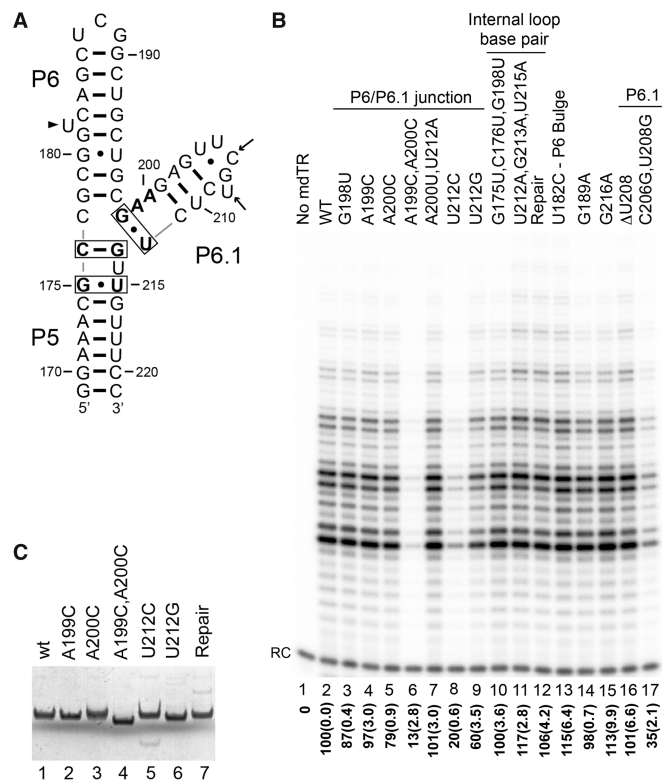 A
C
U G
C G 190
G C
P6
A U
C G
U
G C
180 G U
C G
G C
C
200
G A A G A G U U C G U C U C
210
G U
P6.1
C G
U
175 G U 215
C G
P5
A U
A U
A U
G C
170 G C 220
5' 3'
B
Internal loop
base pair
P6/P6.1 junction
P6.1
No mdTR
WT
G198U
A199C
A200C
A199C,A200C
A200U,U212A
U212C
U212G
G175U,C176U,G198U
U212A,G213A,U215A
Repair
U182C - P6 Bulge
G189A
G216A
ΔU208
C206G,U208G
RC
1 2 3 4 5 6 7 8 9 10 11 12 13 14 15 16 17
0
100(0.0)
87(0.4)
97(3.0)
79(0.9)
13(2.8)
101(3.0)
20(0.6)
60(3.5)
100(3.6)
117(2.8)
106(4.2)
115(6.4)
98(0.7)
113(9.9)
101(6.6)
35(2.1)
C
wt
A199C
A200C
A199C,A200C
U212C
U212G
Repair
1 2 3 4 5 6 7